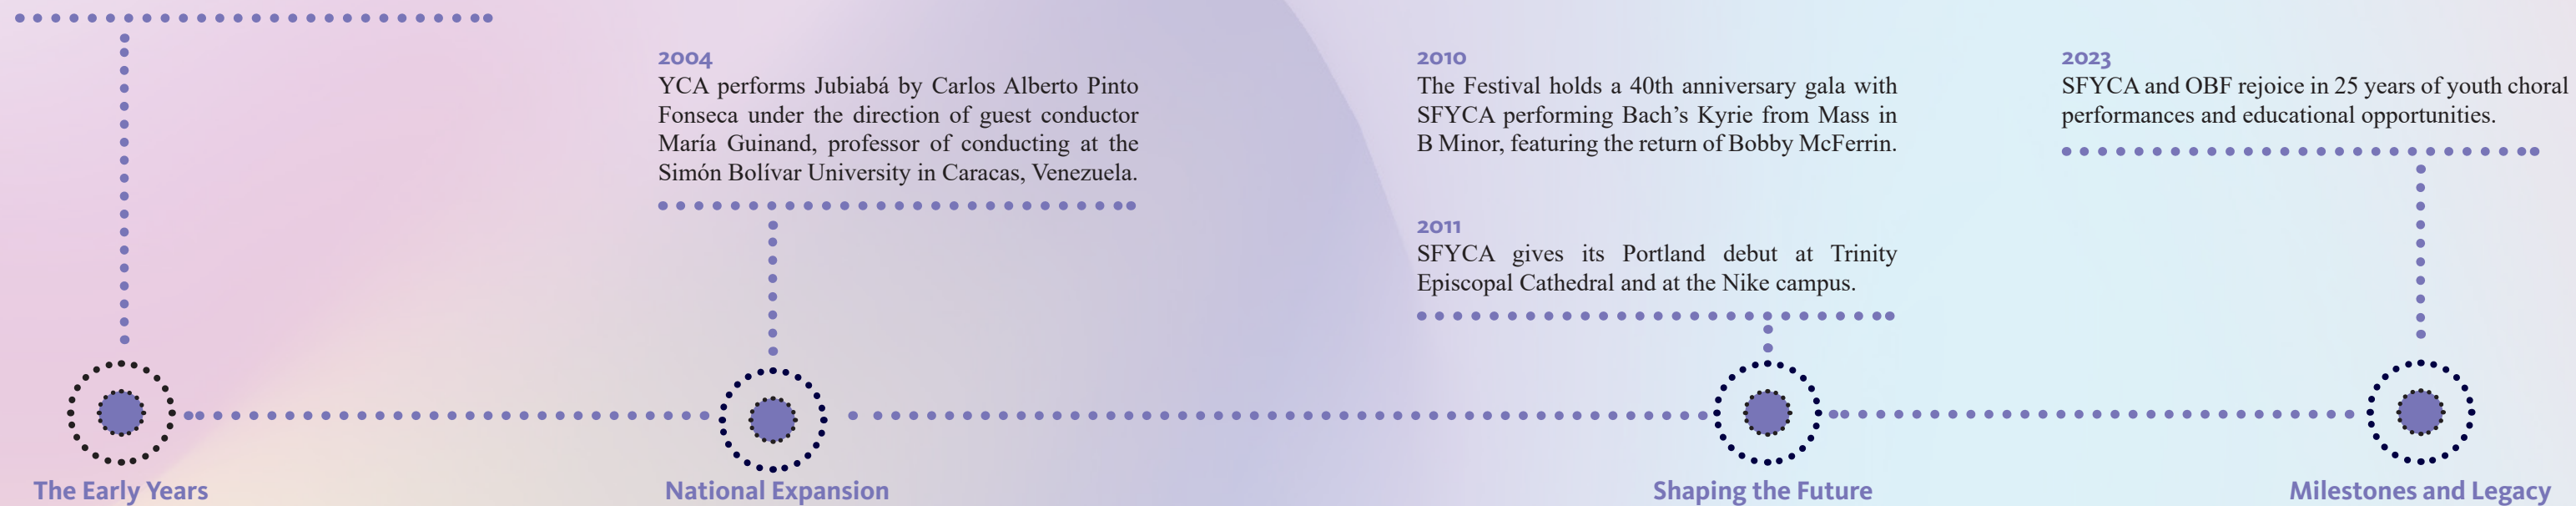 2004
YCA performs Jubiabá by Carlos Alberto Pinto
Fonseca under the direction of guest conductor
María Guinand, professor of conducting at the
Simón Bolívar University in Caracas, Venezuela.
2010
The Festival holds a 40th anniversary gala with
SFYCA performing Bach’s Kyrie from Mass in
B Minor, featuring the return of Bobby McFerrin.
2011
SFYCA gives its Portland debut at Trinity
Episcopal Cathedral and at the Nike campus.
2023
SFYCA and OBF rejoice in 25 years of youth choral
performances and educational opportunities.
The Early Years
National Expansion
Shaping the Future
Milestones and Legacy